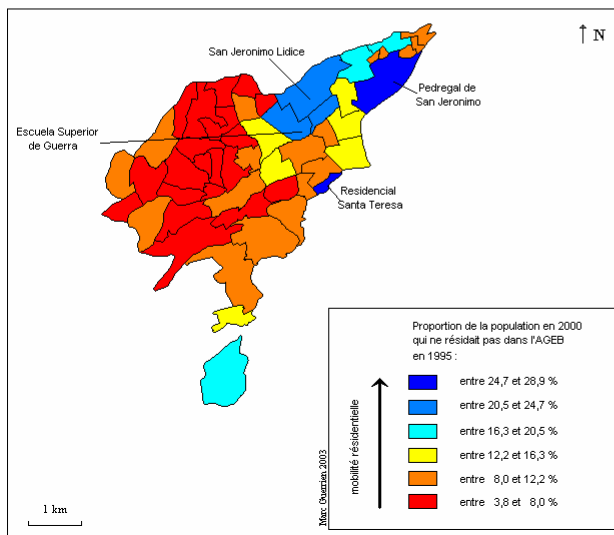 ↑ N
San Jeronimo Lidice
Pedregal de
San Jeronimo
Escuela Superior
de Guerra
Residencial
Santa Teresa
Proportion de la population en 2000
qui ne résidait pas dans l'AGEB
en 1995 :
entre 24,7 et 28,9 %
entre 20,5 et 24,7 %
entre 16,3 et 20,5 %
entre 12,2 et 16,3 %
entre 8,0 et 12,2 %
entre 3,8 et 8,0 %
mobilité résidentielle
Marc Guerrien 2003
1 km